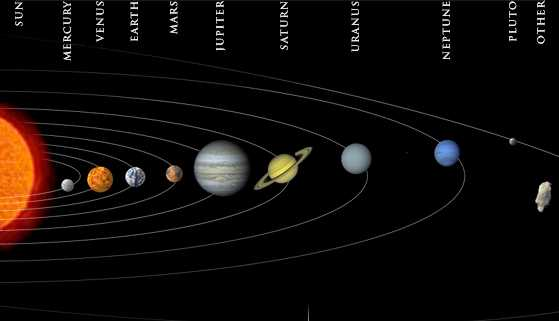 SUN
MERCURY
VENUS
EARTH
MARS
JUPITER
SATURN
URANUS
NEPTUNE
PLUTO
OTHER